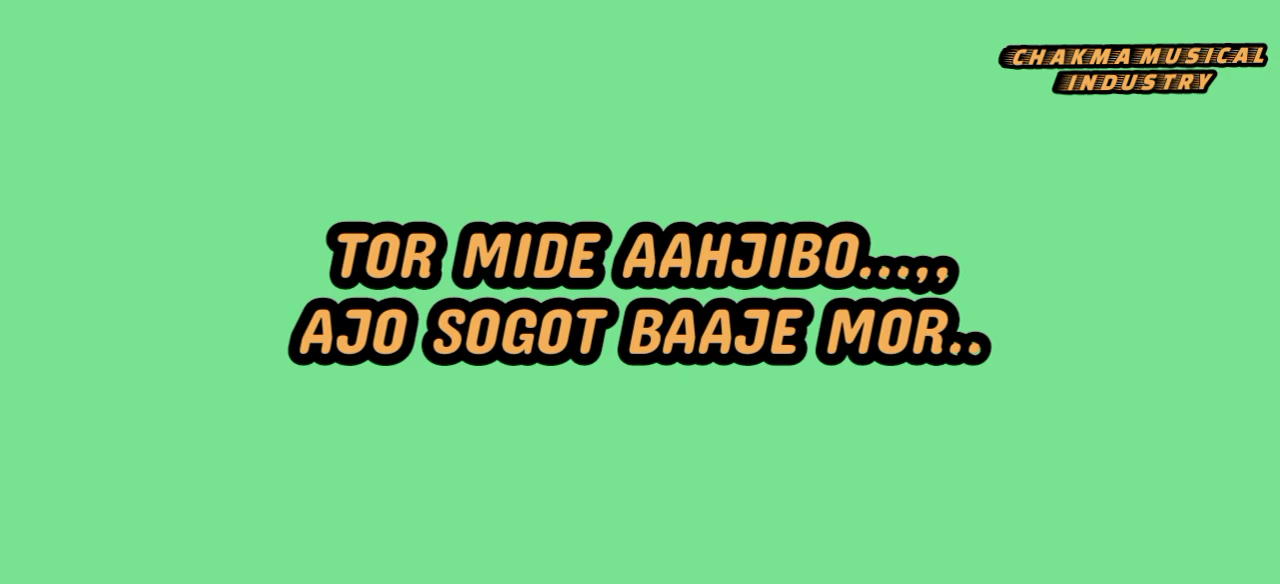 CHAKMA MUSICAL
INDUSTRY
TOR MIDE AAHJIBO...,,
AJO SOGOT BAAJE MOR..